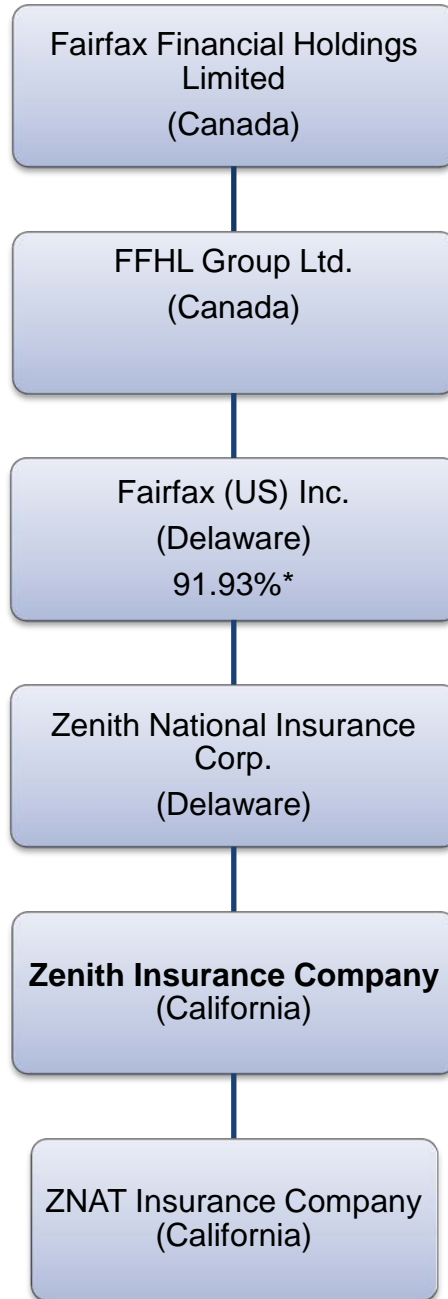 Fairfax Financial Holdings
Limited
(Canada)
FFHL Group Ltd.
(Canada)
Fairfax (US) Inc.
(Delaware)
91.93%*
Zenith National Insurance
Corp.
(Delaware)
Zenith Insurance Company
(California)
ZNAT Insurance Company
(California)